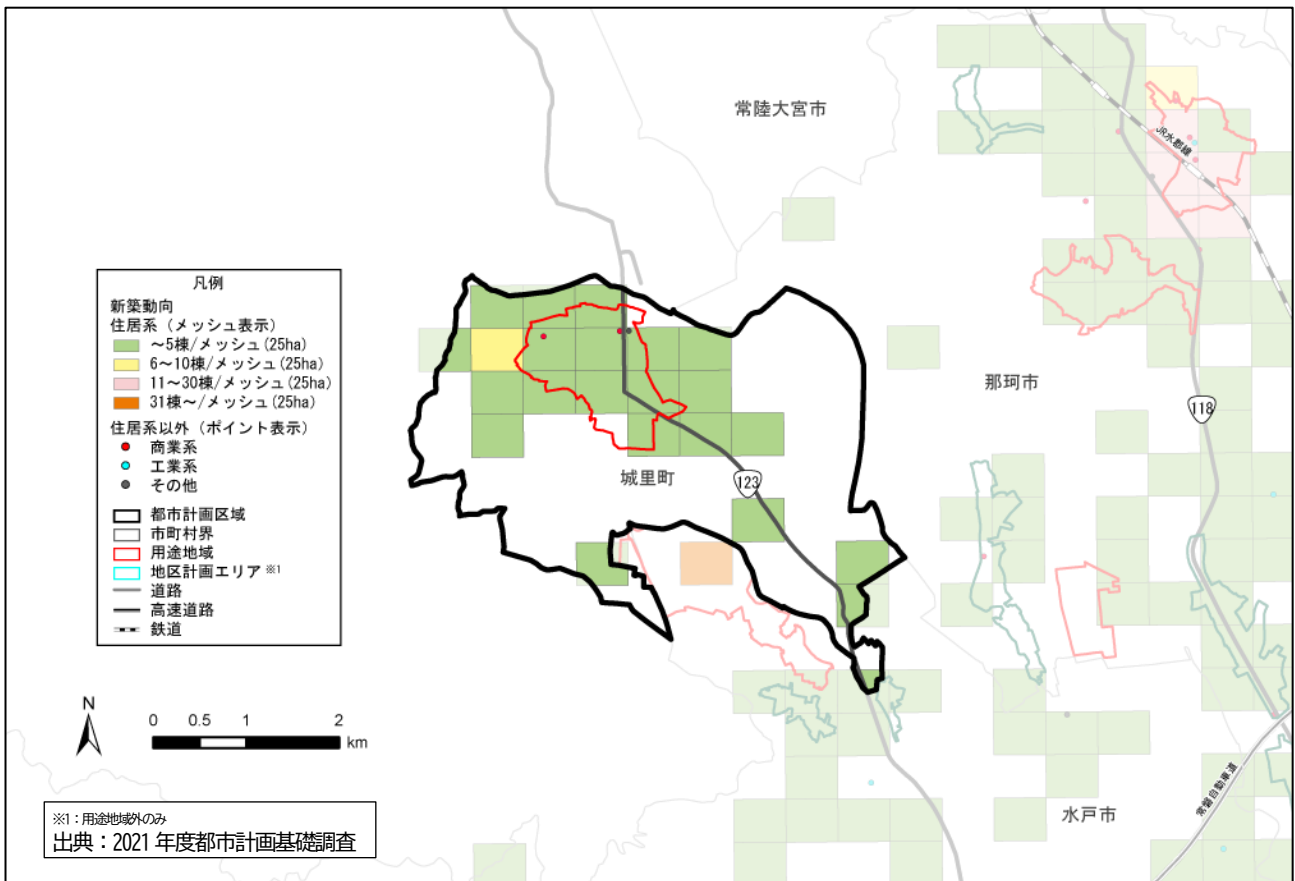 常陸大宮市
JR水郡線
那珂市
118
城里町
123
水戸市
常磐自動車道
凡例
新築動向
住居系（メッシュ表示）
～5棟/メッシュ(25ha)
6～10棟/メッシュ(25ha)
11～30棟/メッシュ(25ha)
31棟～/メッシュ(25ha)
住居系以外（ポイント表示）
商業系
工業系
その他
都市計画区域
市町村界
用途地域
地区計画エリア※1
道路
高速道路
鉄道
N
0 0.5 1 2
km
※1：用途地域外のみ
出典：2021 年度都市計画基礎調査